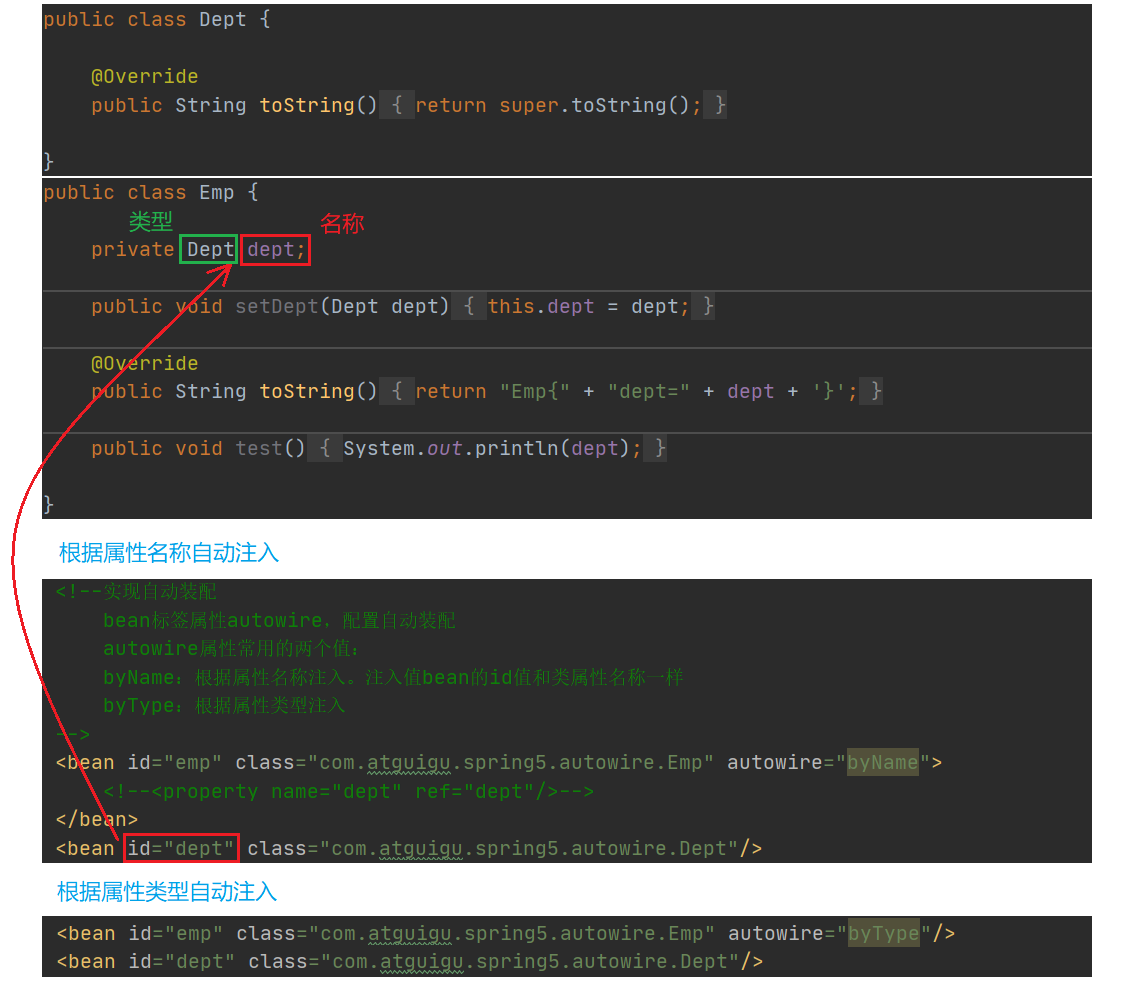 public class Dept {
@Override
public String toString() { return super.toString(); }
}
public class Emp {
类型 名称
private Dept dept;
public void setDept(Dept dept) { this.dept = dept; }
@Override
public String toString() { return "Emp{" + "dept=" + dept + '}'; }
public void test() { System.out.println(dept); }
}
根据属性名称自动注入
<!--实现自动装配
bean标签属性autowire，配置自动装配
autowire属性常用的两个值：
byName：根据属性名称注入。注入值bean的id值和类属性名称一样
byType：根据属性类型注入
-->
<bean id="emp" class="com.atguigu.spring5.autowire.Emp" autowire="byName">
<!--<property name="dept" ref="dept"/>-->
</bean>
<bean id="dept" class="com.atguigu.spring5.autowire.Dept"/>
根据属性类型自动注入
<bean id="emp" class="com.atguigu.spring5.autowire.Emp" autowire="byType"/>
<bean id="dept" class="com.atguigu.spring5.autowire.Dept"/>